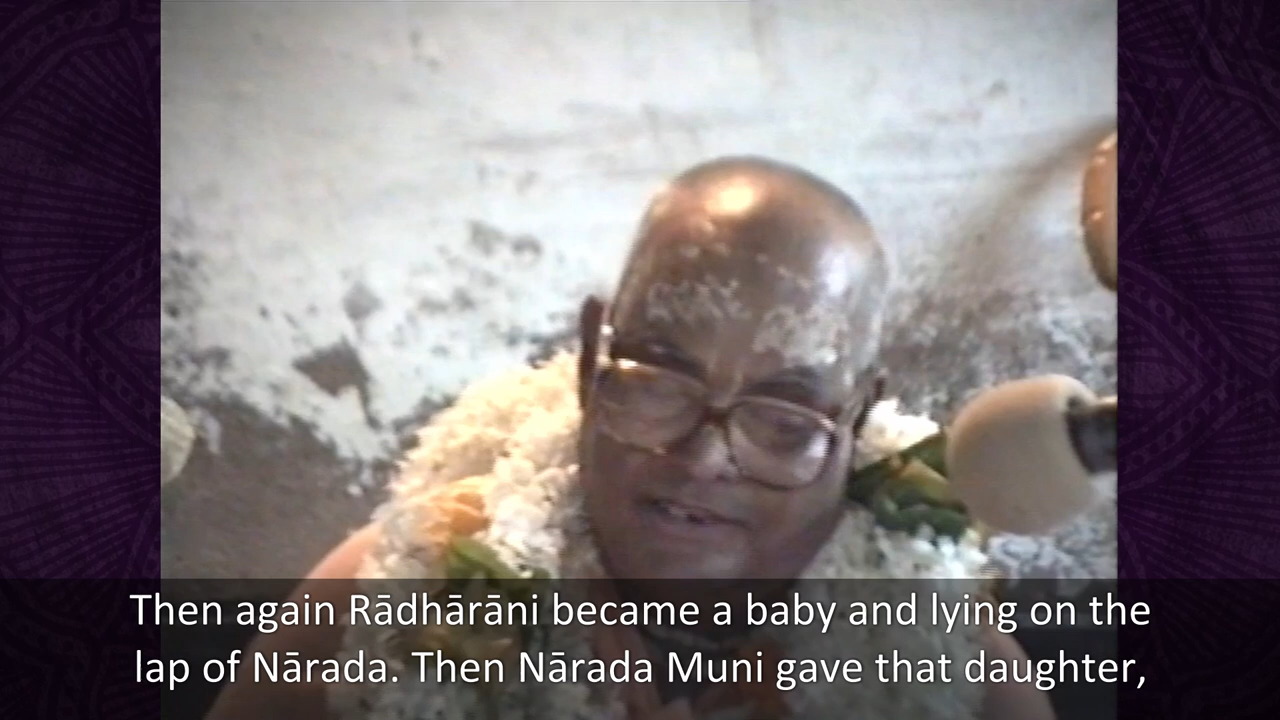 Then again Rādhārāni became a baby and lying on the
lap of Nārada. Then Nārada Muni gave that daughter,